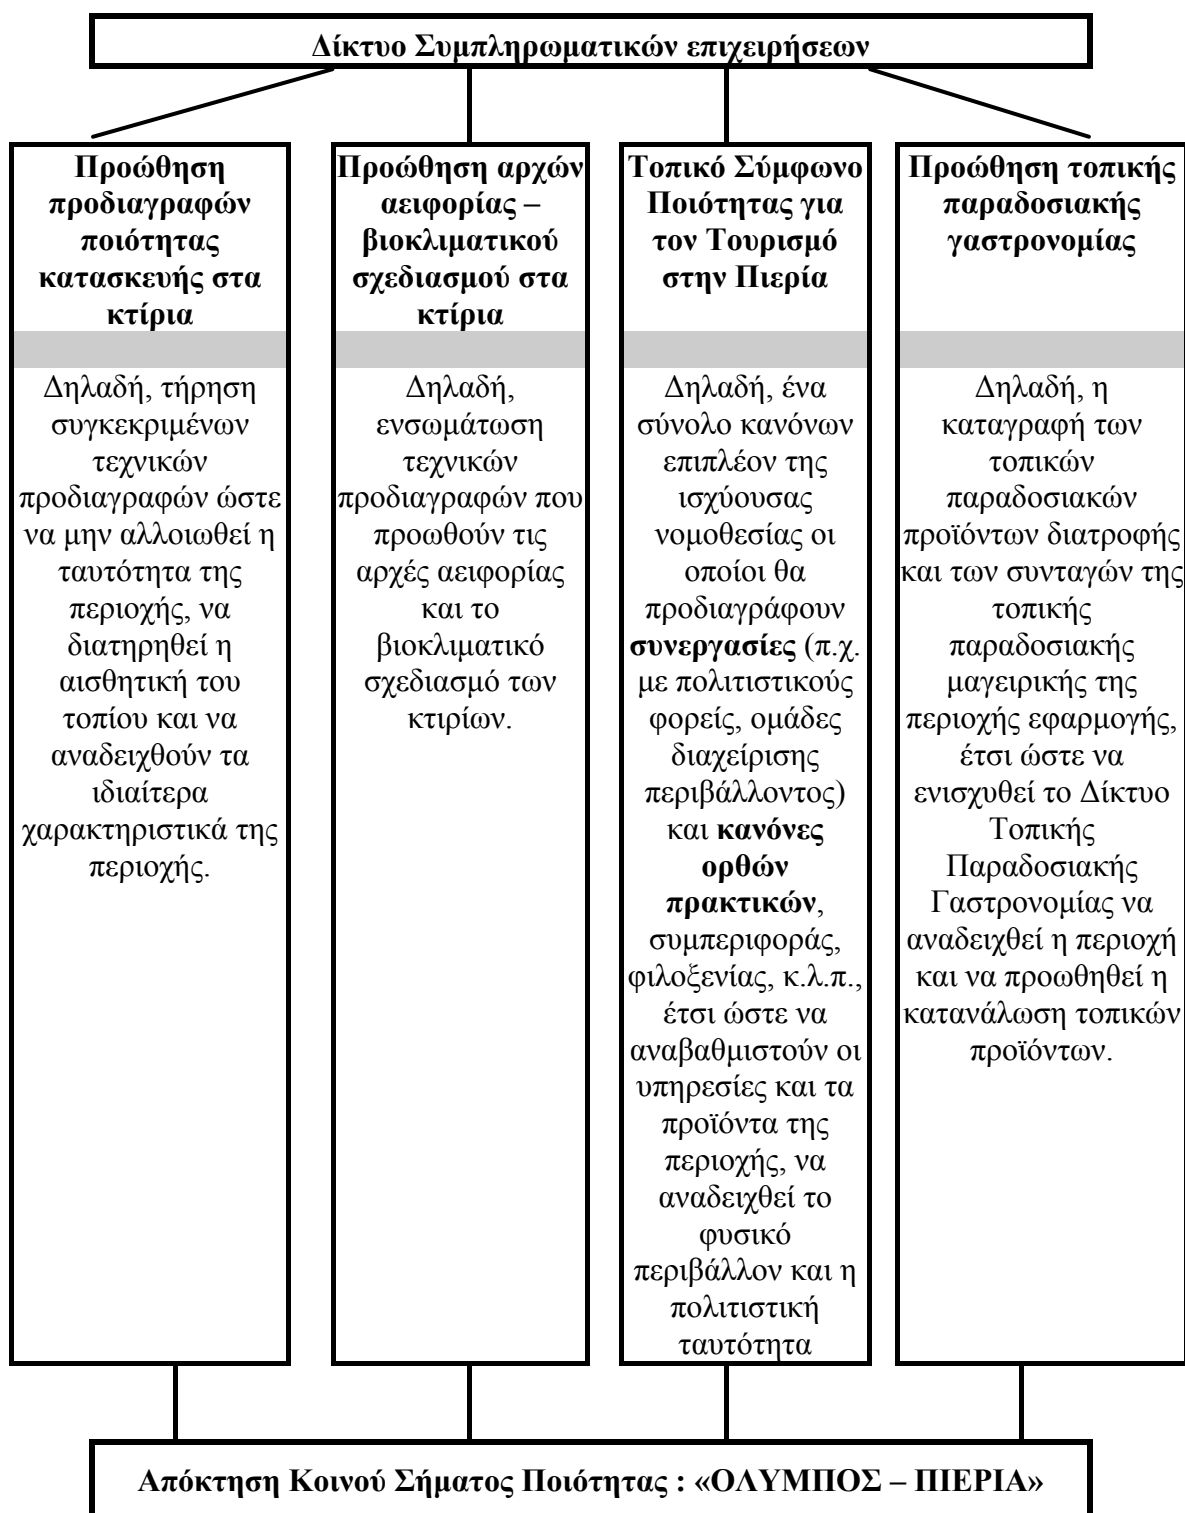 Δίκτυο Συμπληρωματικών επιχειρήσεων
Προώθηση
προδιαγραφών
ποιότητας
κατασκευής στα
κτίρια
Δηλαδή, τήρηση
συγκεκριμένων
τεχνικών
προδιαγραφών ώστε
να μην αλλοιωθεί η
ταυτότητα της
περιοχής, να
διατηρηθεί η
αισθητική του
τοπίου και να
αναδειχθούν τα
ιδιαίτερα
χαρακτηριστικά της
περιοχής.
Προώθηση αρχών
αειφορίας –
βιοκλιματικού
σχεδιασμού στα
κτίρια
Δηλαδή,
ενσωμάτωση
τεχνικών
προδιαγραφών που
προωθούν τις
αρχές αειφορίας
και το
βιοκλιματικό
σχεδιασμό των
κτιρίων.
Τοπικό Σύμφωνο
Ποιότητας για
τον Τουρισμό
στην Πιερία
Δηλαδή, ένα
σύνολο κανόνων
επιπλέον της
ισχύουσας
νομοθεσίας οι
οποίοι θα
προδιαγράφουν
συνεργασίες (π.χ.
με πολιτιστικούς
φορείς, ομάδες
διαχείρισης
περιβάλλοντος)
και κανόνες
ορθών
πρακτικών,
συμπεριφοράς,
φιλοξενίας, κ.λ.π.,
έτσι ώστε να
αναβαθμιστούν οι
υπηρεσίες και τα
προϊόντα της
περιοχής, να
αναδειχθεί το
φυσικό
περιβάλλον και η
πολιτιστική
ταυτότητα
Προώθηση τοπικής
παραδοσιακής
γαστρονομίας
Δηλαδή, η
καταγραφή των
τοπικών
παραδοσιακών
προϊόντων διατροφής
και των συνταγών της
τοπικής
παραδοσιακής
μαγειρικής της
περιοχής εφαρμογής,
έτσι ώστε να
ενισχυθεί το Δίκτυο
Τοπικής
Παραδοσιακής
Γαστρονομίας να
αναδειχθεί η περιοχή
και να προωθηθεί η
κατανάλωση τοπικών
προϊόντων.
Απόκτηση Κοινού Σήματος Ποιότητας : «ΟΛΥΜΠΟΣ – ΠΙΕΡΙΑ»